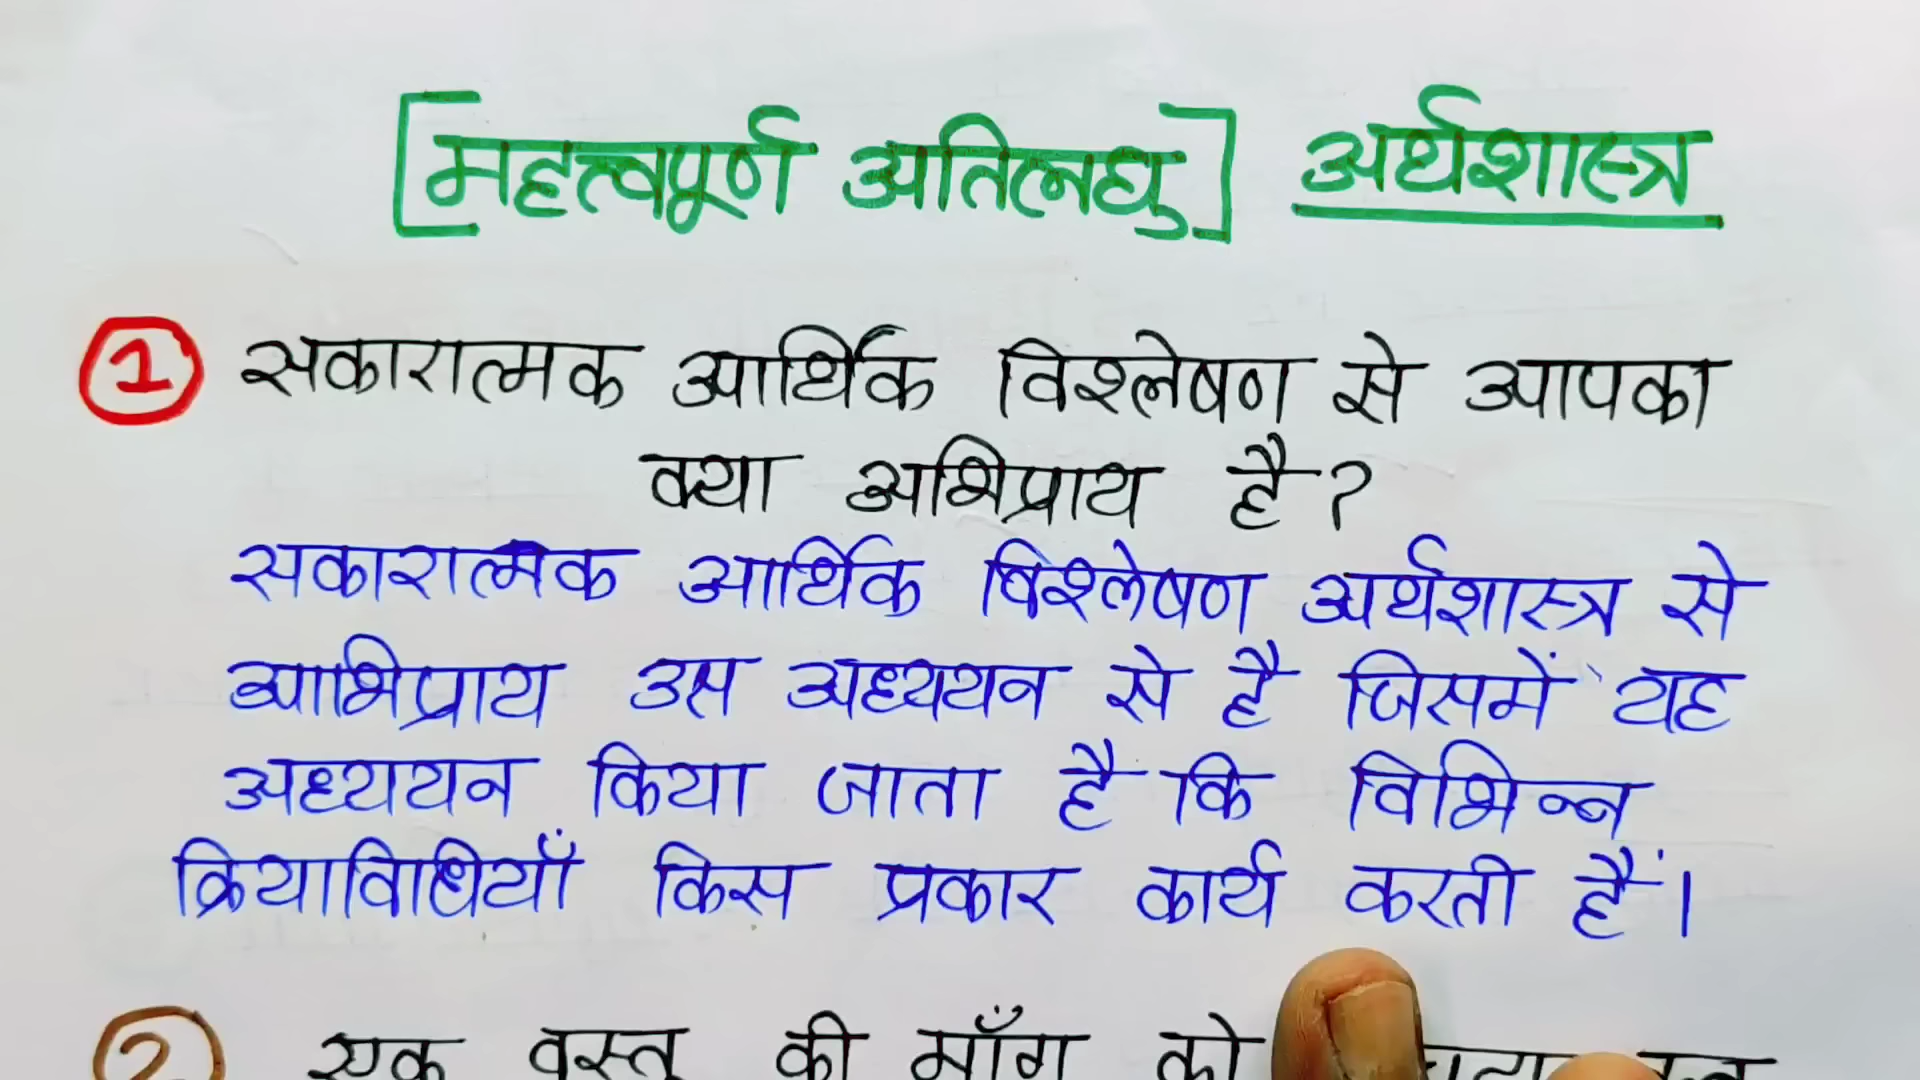 [महत्त्वपूर्ण अतिलघु] अर्थशास्त्र
1 सकारात्मक आर्थिक विश्लेषण से आपका
क्या अभिप्राय है?
सकारात्मक आर्थिक विश्लेषण अर्थशास्त्र से
आभिप्राय उस अध्ययन से है जिसमें यह
अध्ययन किया जाता है कि विभिन्न
क्रियाविधियाँ किस प्रकार कार्य करती हैं।
2 एक वस्तु की माँग को